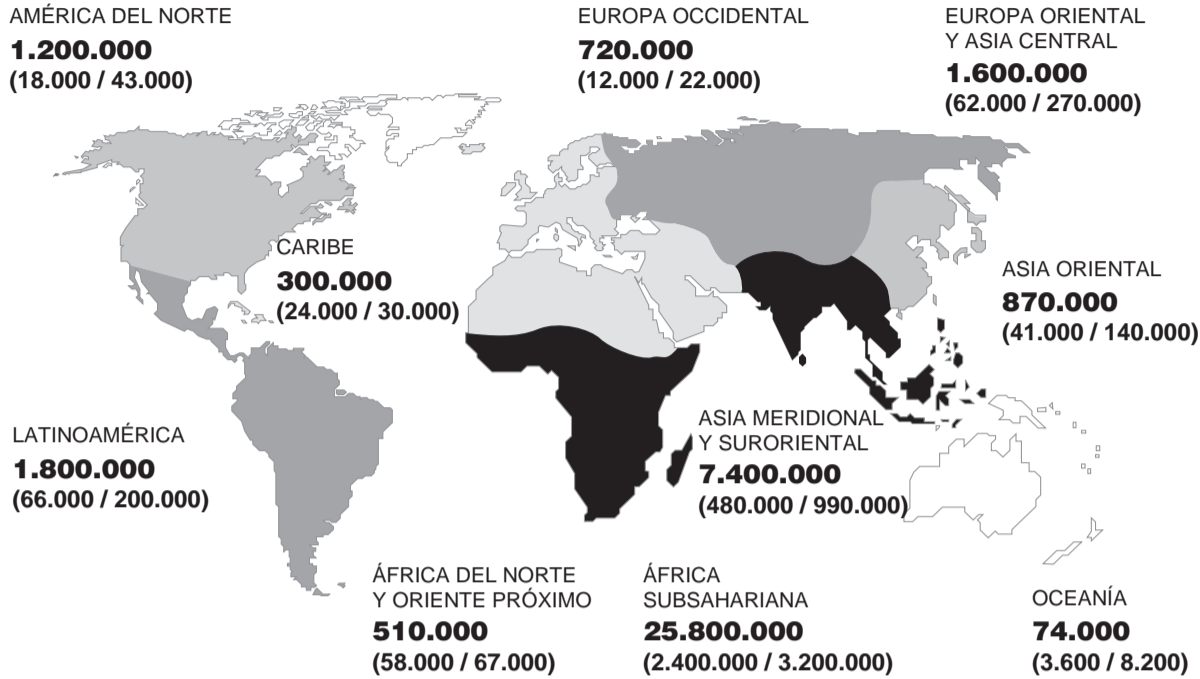 AMÉRICA DEL NORTE
1.200.000
(18.000 / 43.000)
EUROPA OCCIDENTAL
720.000
(12.000 / 22.000)
EUROPA ORIENTAL
Y ASIA CENTRAL
1.600.000
(62.000 / 270.000)
CARIBE
300.000
(24.000 / 30.000)
ASIA ORIENTAL
870.000
(41.000 / 140.000)
LATINOAMÉRICA
1.800.000
(66.000 / 200.000)
ASIA MERIDIONAL
Y SURORIENTAL
7.400.000
(480.000 / 990.000)
ÁFRICA DEL NORTE
Y ORIENTE PRÓXIMO
510.000
(58.000 / 67.000)
ÁFRICA
SUBSAHARIANA
25.800.000
(2.400.000 / 3.200.000)
OCEANÍA
74.000
(3.600 / 8.200)